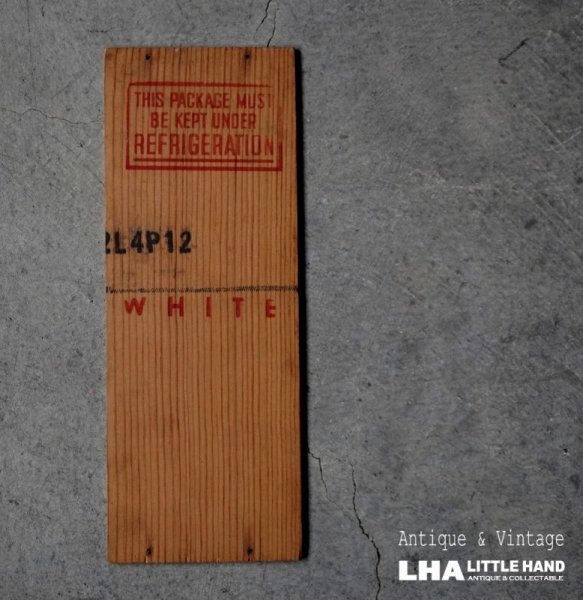 THIS PACKAGE MUST
BE KEPT UNDER
REFRIGERATION
2L4P12
WHITE
Antique & Vintage
LHA LITTLE HAND
ANTIQUE & COLLECTABLE